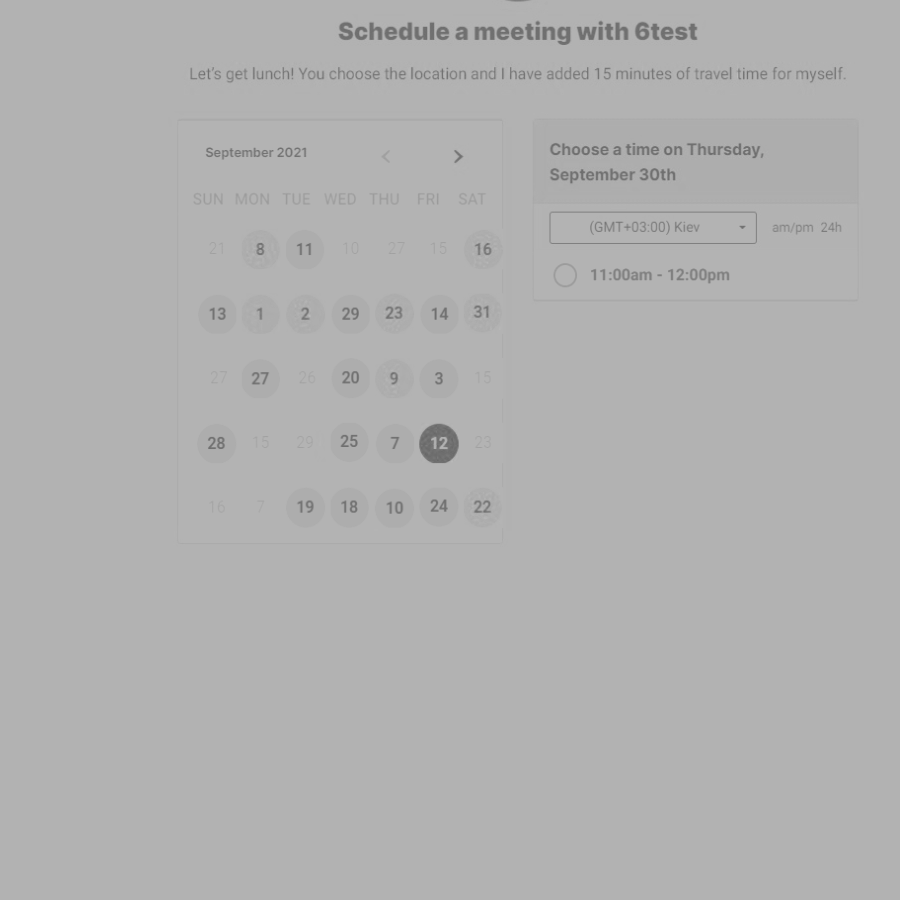 Schedule a meeting with 6test
Let's get lunch! You choose the location and I have added 15 minutes of travel time for myself.
September 2021
SUN MON TUE WED THU FRI SAT
21 8 11 10 27 15 16
13 1 2 29 23 14 31
27 27 26 20 9 3 15
28 15 29 25 7 12 23
16 7 19 18 10 24 22
Choose a time on Thursday,
September 30th
(GMT+03:00) Kiev am/pm 24h
11:00am - 12:00pm